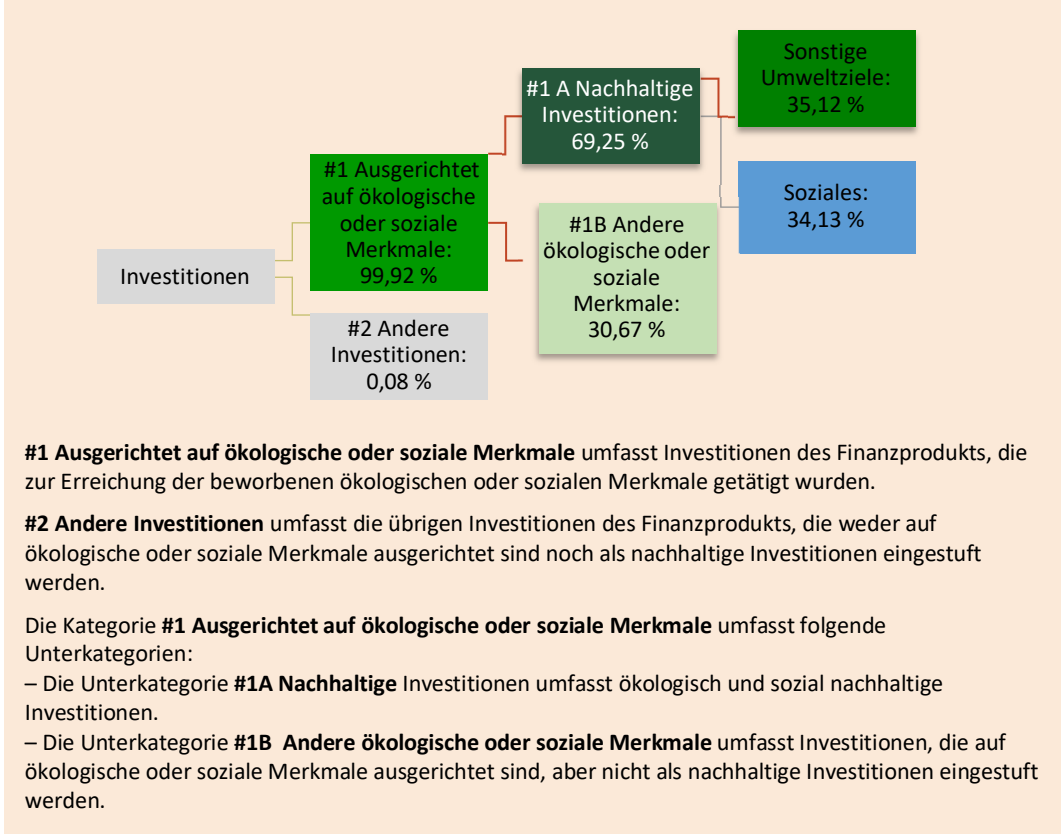 Investitionen
#1 Ausgerichtet
auf ökologische
oder soziale
Merkmale:
99,92 %
#2 Andere
Investitionen:
0,08 %
#1 A Nachhaltige
Investitionen:
69,25 %
#1B Andere
ökologische oder
soziale
Merkmale:
30,67 %
Sonstige
Umweltziele:
35,12 %
Soziales:
34,13 %
#1 Ausgerichtet auf ökologische oder soziale Merkmale umfasst Investitionen des Finanzprodukts, die
zur Erreichung der beworbenen ökologischen oder sozialen Merkmale getätigt wurden.
#2 Andere Investitionen umfasst die übrigen Investitionen des Finanzprodukts, die weder auf
ökologische oder soziale Merkmale ausgerichtet sind noch als nachhaltige Investitionen eingestuft
werden.
Die Kategorie #1 Ausgerichtet auf ökologische oder soziale Merkmale umfasst folgende
Unterkategorien:
– Die Unterkategorie #1A Nachhaltige Investitionen umfasst ökologisch und sozial nachhaltige
Investitionen.
– Die Unterkategorie #1B Andere ökologische oder soziale Merkmale umfasst Investitionen, die auf
ökologische oder soziale Merkmale ausgerichtet sind, aber nicht als nachhaltige Investitionen eingestuft
werden.